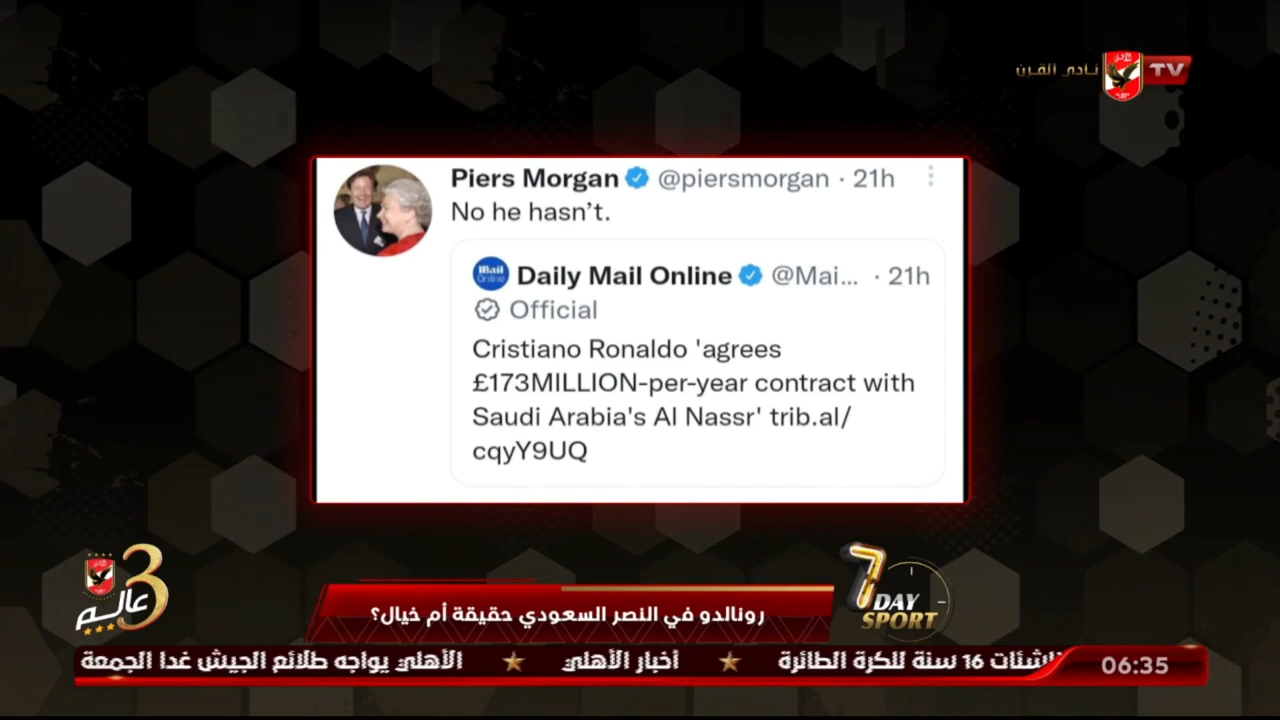 نادي القرن
TV
Piers Morgan @piersmorgan · 21h
No he hasn't.
Mail Online
Daily Mail Online @Mai... · 21h
Official
Cristiano Ronaldo 'agrees
£173MILLION-per-year contract with
Saudi Arabia's Al Nassr' trib.al/
cqyY9UQ
3
عالم
7
DAY
SPORT
رونالدو في النصر السعودي حقيقة أم خيال؟
سنة للكرة الطائرة ★ أخبار الأهلي ★ الأهلي يواجه طلائع الجيش غدا الجمعة
06:35